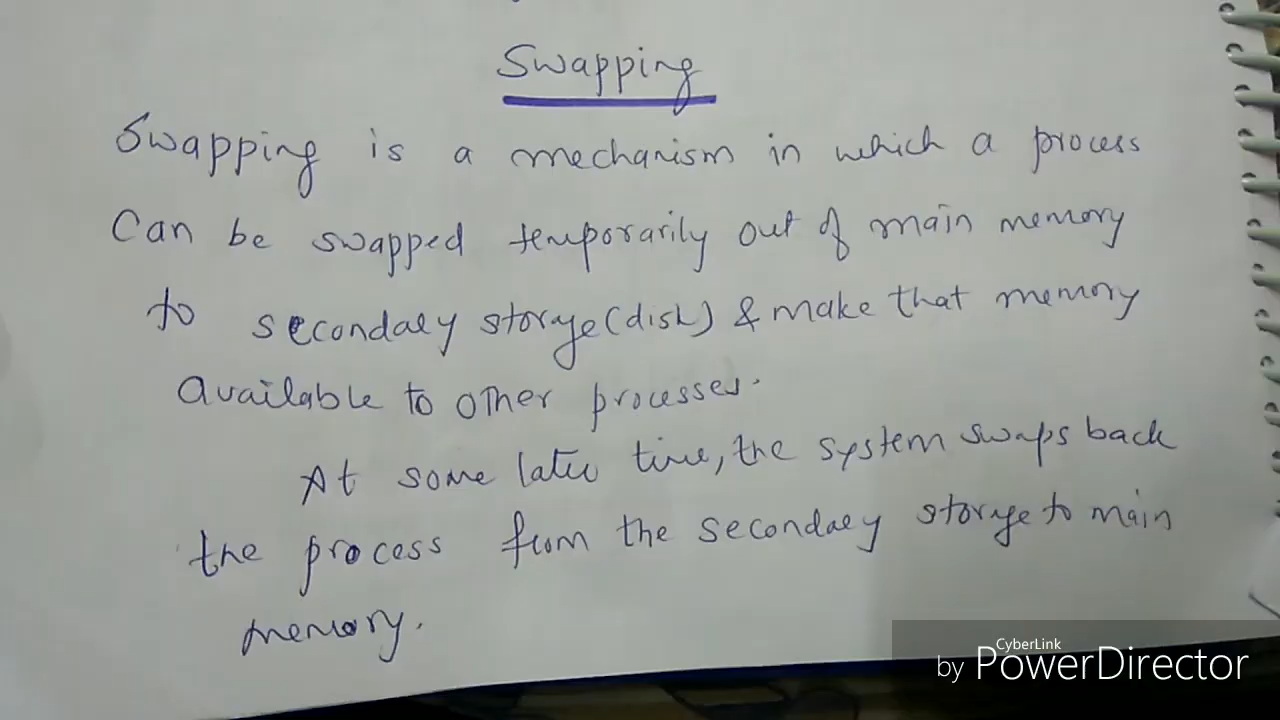 Swapping
Swapping is a mechanism in which a process
Can be swapped temporarily out of main memory
to secondary storage (disk) & make that memory
available to other processes.
At some later time, the system swaps back
the process from the secondary storage to main
memory.
CyberLink
by PowerDirector